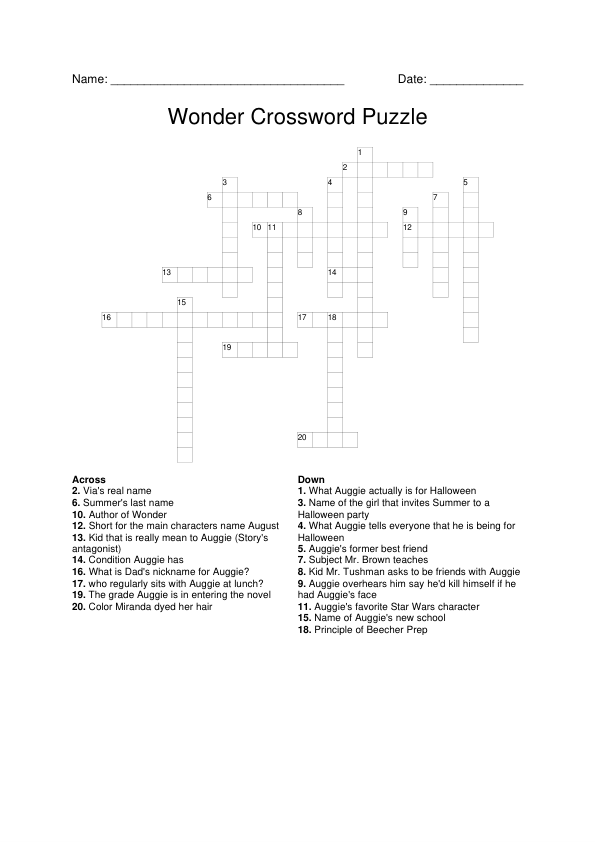 Name: ___________________________________ Date: ______________
Wonder Crossword Puzzle
1
2
3 4 5
6 7
8 9
10 11 12
13 14
15
16 17 18
19
20
Across
2. Via's real name
6. Summer's last name
10. Author of Wonder
12. Short for the main characters name August
13. Kid that is really mean to Auggie (Story's
antagonist)
14. Condition Auggie has
16. What is Dad's nickname for Auggie?
17. who regularly sits with Auggie at lunch?
19. The grade Auggie is in entering the novel
20. Color Miranda dyed her hair
Down
1. What Auggie actually is for Halloween
3. Name of the girl that invites Summer to a
Halloween party
4. What Auggie tells everyone that he is being for
Halloween
5. Auggie's former best friend
7. Subject Mr. Brown teaches
8. Kid Mr. Tushman asks to be friends with Auggie
9. Auggie overhears him say he'd kill himself if he
had Auggie's face
11. Auggie's favorite Star Wars character
15. Name of Auggie's new school
18. Principle of Beecher Prep